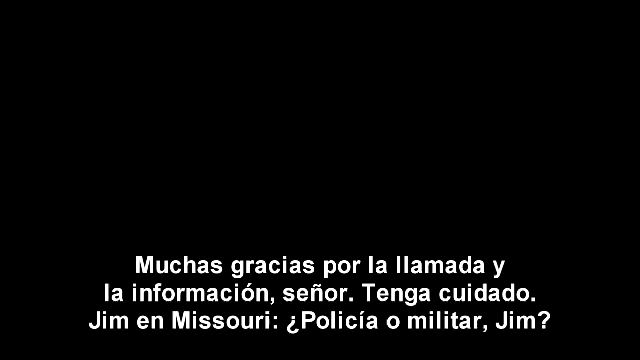 Muchas gracias por la llamada y
la información, señor. Tenga cuidado.
Jim en Missouri: ¿Policía o militar, Jim?